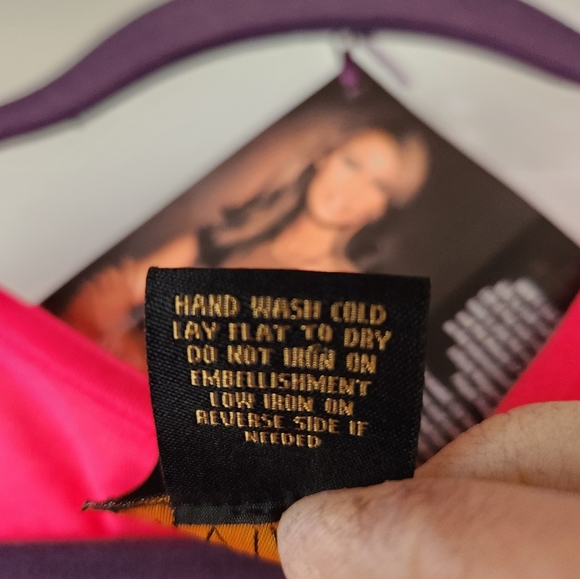 HAND WASH COLD
LAY FLAT TO DRY
DO NOT IRON ON
EMBELLISHMENT
LOW IRON ON
REVERSE SIDE IF
NEEDED